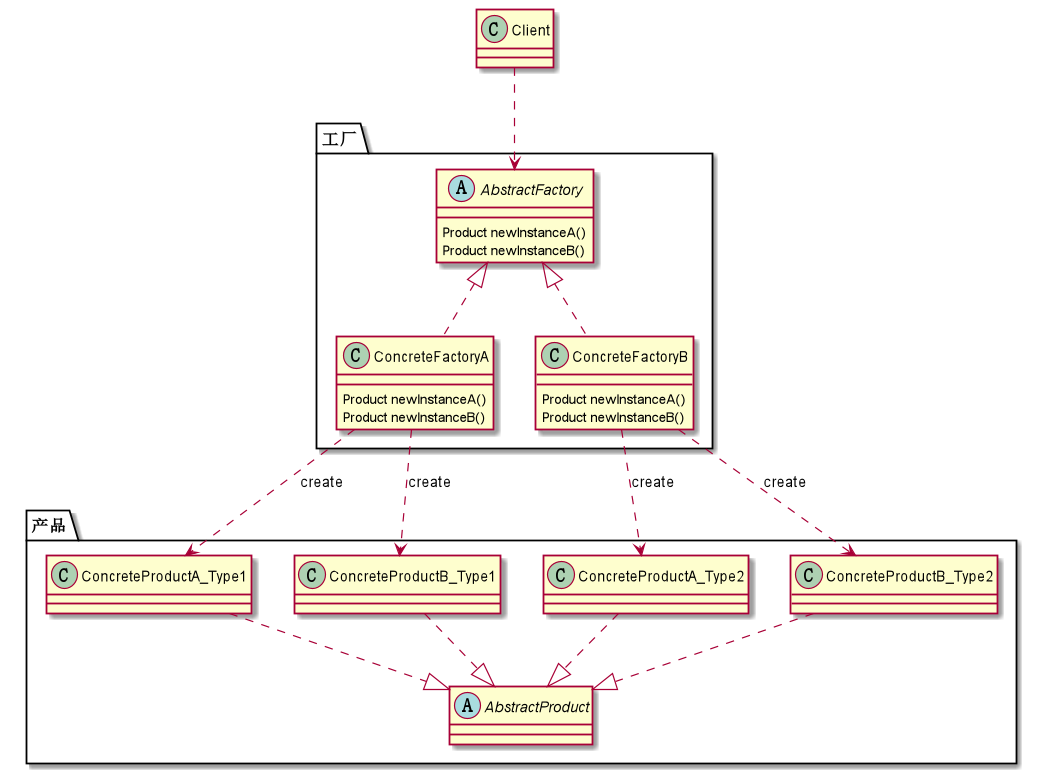 C Client
工厂
A AbstractFactory
Product newInstanceA()
Product newInstanceB()
C ConcreteFactoryA
Product newInstanceA()
Product newInstanceB()
C ConcreteFactoryB
Product newInstanceA()
Product newInstanceB()
create
create
create
create
产品
C ConcreteProductA_Type1
C ConcreteProductB_Type1
C ConcreteProductA_Type2
C ConcreteProductB_Type2
A AbstractProduct